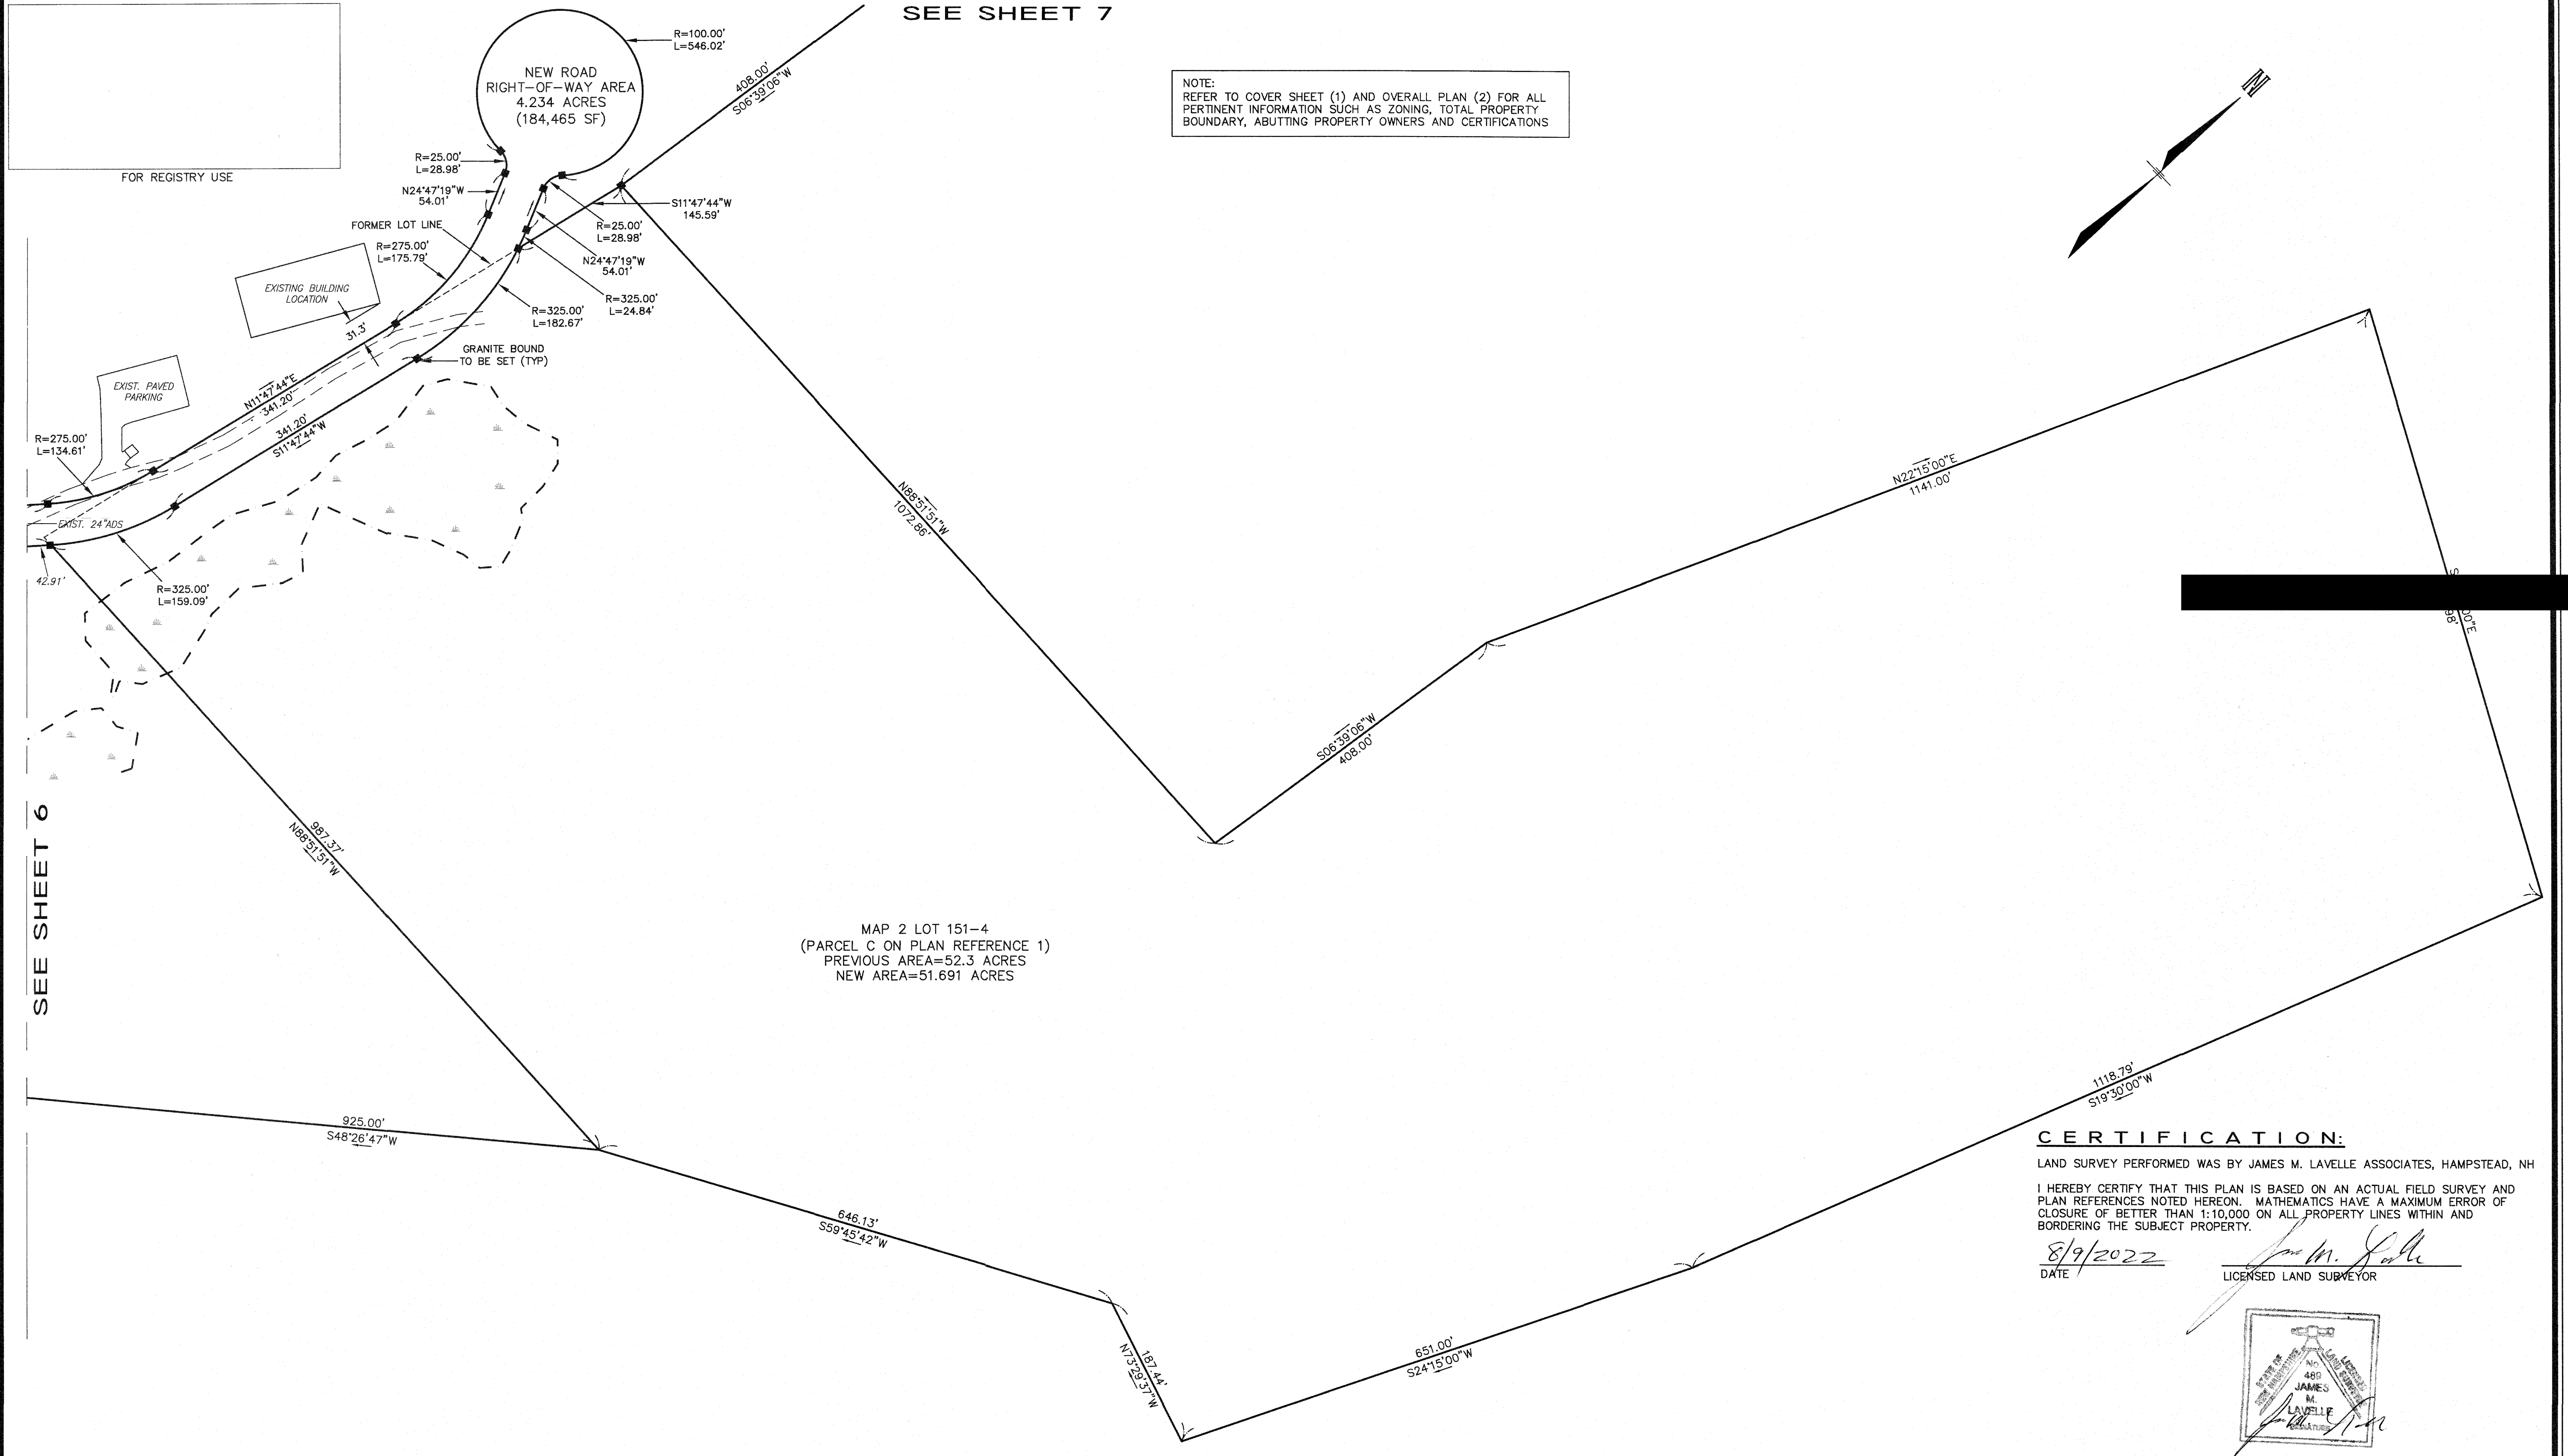 SEE SHEET 7
R=100.00'
L=546.02'
NEW ROAD
RIGHT-OF-WAY AREA
4.234 ACRES
(184,465 SF)
408.00'
S06°39'06"W
NOTE:
REFER TO COVER SHEET (1) AND OVERALL PLAN (2) FOR ALL
PERTINENT INFORMATION SUCH AS ZONING, TOTAL PROPERTY
BOUNDARY, ABUTTING PROPERTY OWNERS AND CERTIFICATIONS
N
FOR REGISTRY USE
R=25.00'
L=28.98'
N24°47'19"W
54.01'
FORMER LOT LINE
R=275.00'
L=175.79'
S11°47'44"W
145.59'
R=25.00'
L=28.98'
N24°47'19"W
54.01'
R=325.00'
L=24.84'
R=325.00'
L=182.67'
EXISTING BUILDING
LOCATION
31.3'
GRANITE BOUND
TO BE SET (TYP)
EXIST. PAVED
PARKING
N11°47'44"E
341.20'
341.20'
S11°47'44"W
R=275.00'
L=134.61'
EXIST. 24"ADS
42.91'
R=325.00'
L=159.09'
N88°51'51"W
1072.86'
N22°15'00"E
1141.00'
S
00"E
98'
S06°39'06"W
408.00'
SEE SHEET 6
987.37'
N88°51'51"W
MAP 2 LOT 151-4
(PARCEL C ON PLAN REFERENCE 1)
PREVIOUS AREA=52.3 ACRES
NEW AREA=51.691 ACRES
925.00'
S48°26'47"W
646.13'
S59°45'42"W
187.44'
N73°29'37"W
651.00'
S24°15'00"W
1118.79'
S19°30'00"W
CERTIFICATION:
LAND SURVEY PERFORMED WAS BY JAMES M. LAVELLE ASSOCIATES, HAMPSTEAD, NH
I HEREBY CERTIFY THAT THIS PLAN IS BASED ON AN ACTUAL FIELD SURVEY AND
PLAN REFERENCES NOTED HEREON. MATHEMATICS HAVE A MAXIMUM ERROR OF
CLOSURE OF BETTER THAN 1:10,000 ON ALL PROPERTY LINES WITHIN AND
BORDERING THE SUBJECT PROPERTY.
8/9/2022
DATE
LICENSED LAND SURVEYOR
STATE OF
NEW HAMPSHIRE
LICENSED
LAND SURVEYOR
No
489
JAMES
M.
LAVELLE
SIGNATURE